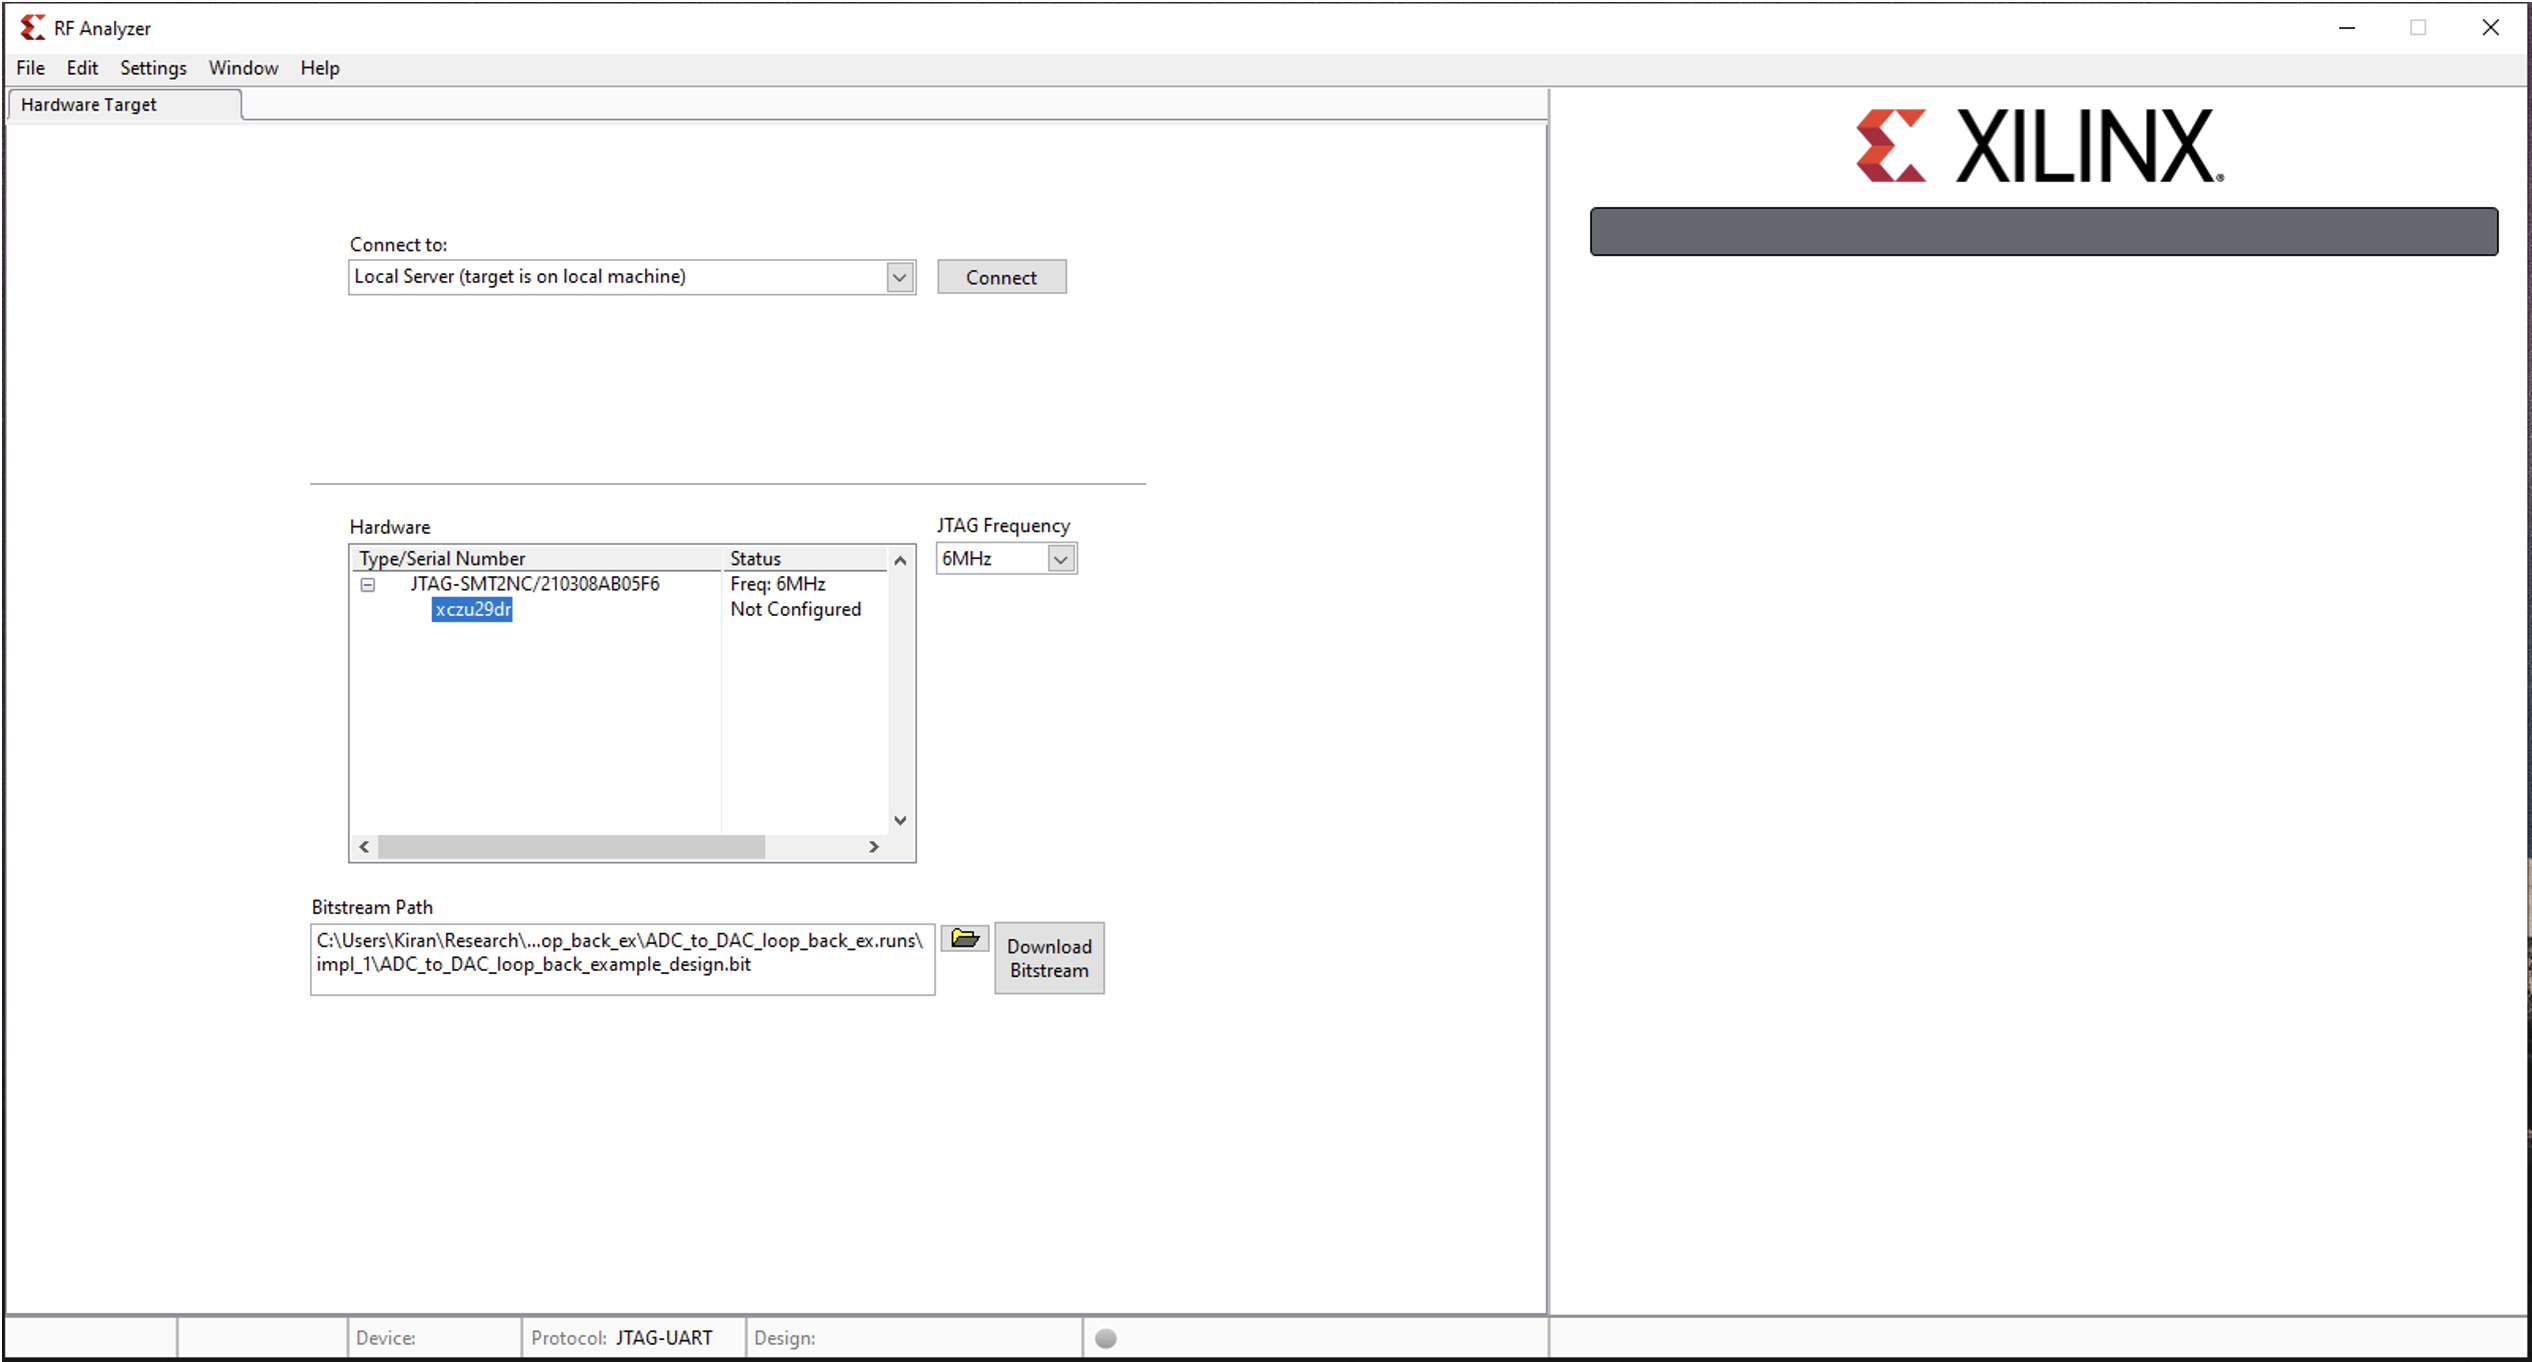 RF Analyzer
File Edit Settings Window Help
Hardware Target
XILINX
Connect to:
Local Server (target is on local machine)
Connect
Hardware
JTAG Frequency
Type/Serial Number Status
6MHz
JTAG-SMT2NC/210308AB05F6 Freq: 6MHz
xczu29dr Not Configured
Bitstream Path
C:\Users\Kiran\Research\...op_back_ex\ADC_to_DAC_loop_back_ex.runs\
impl_1\ADC_to_DAC_loop_back_example_design.bit
Download
Bitstream
Device: Protocol: JTAG-UART Design: